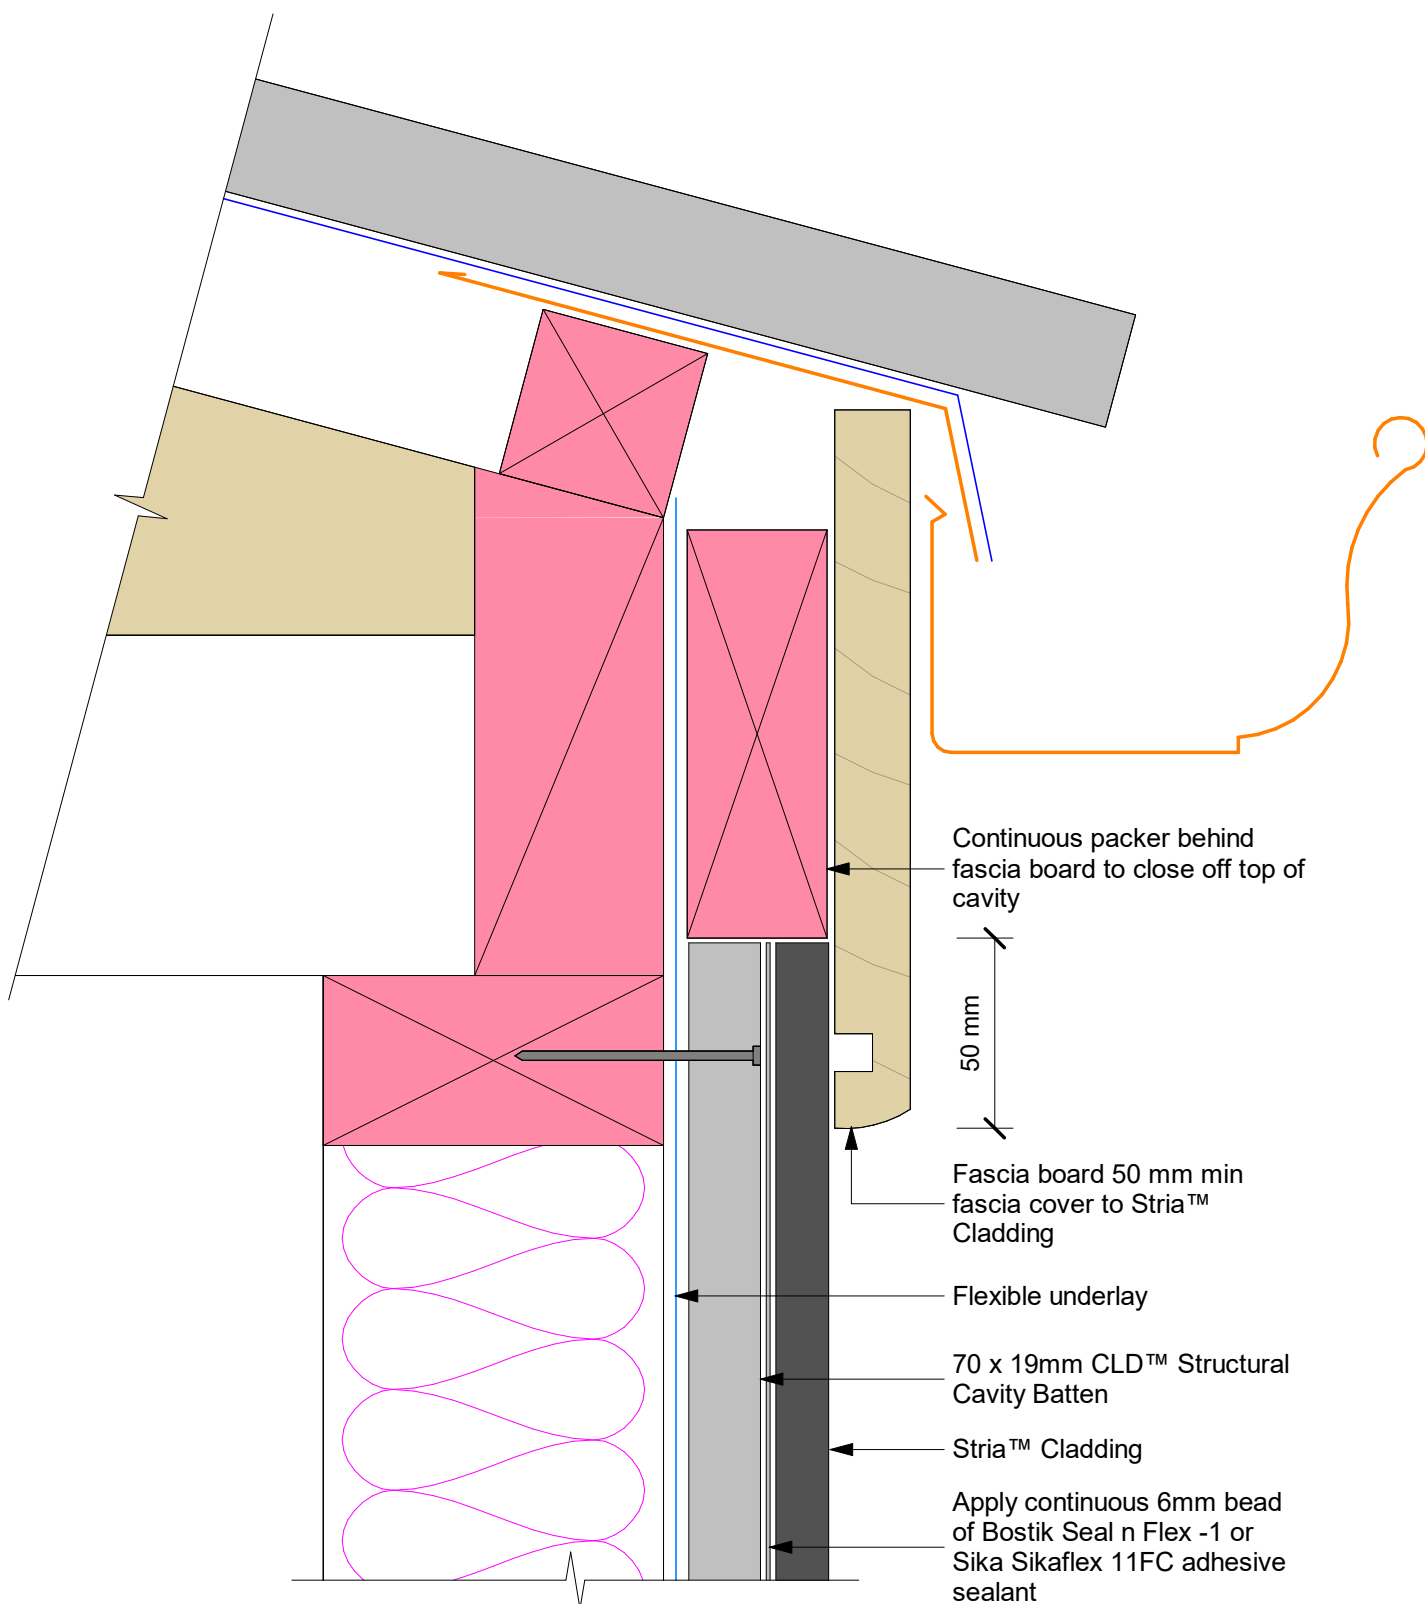 Continuous packer behind
fascia board to close off top of
cavity
50 mm
Fascia board 50 mm min
fascia cover to Stria™
Cladding
Flexible underlay
70 x 19mm CLD™ Structural
Cavity Batten
Stria™ Cladding
Apply continuous 6mm bead
of Bostik Seal n Flex -1 or
Sika Sikaflex 11FC adhesive
sealant